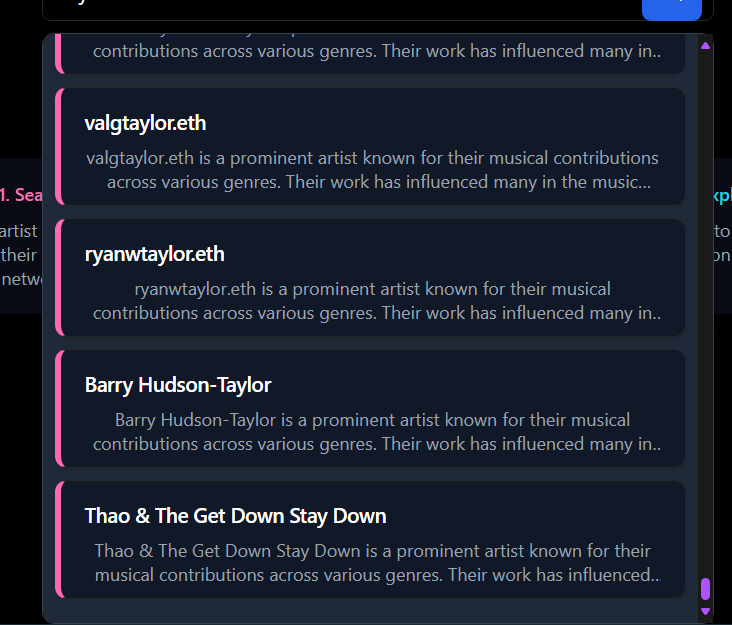 contributions across various genres. Their work has influenced many in..
valgtaylor.eth
valgtaylor.eth is a prominent artist known for their musical contributions
across various genres. Their work has influenced many in the music...
1. Sea
xpl
artist
to
ryanwtaylor.eth
their
on
netw
ryanwtaylor.eth is a prominent artist known for their musical
contributions across various genres. Their work has influenced many in..
Barry Hudson-Taylor
Barry Hudson-Taylor is a prominent artist known for their musical
contributions across various genres. Their work has influenced many in..
Thao & The Get Down Stay Down
Thao & The Get Down Stay Down is a prominent artist known for their
musical contributions across various genres. Their work has influenced..